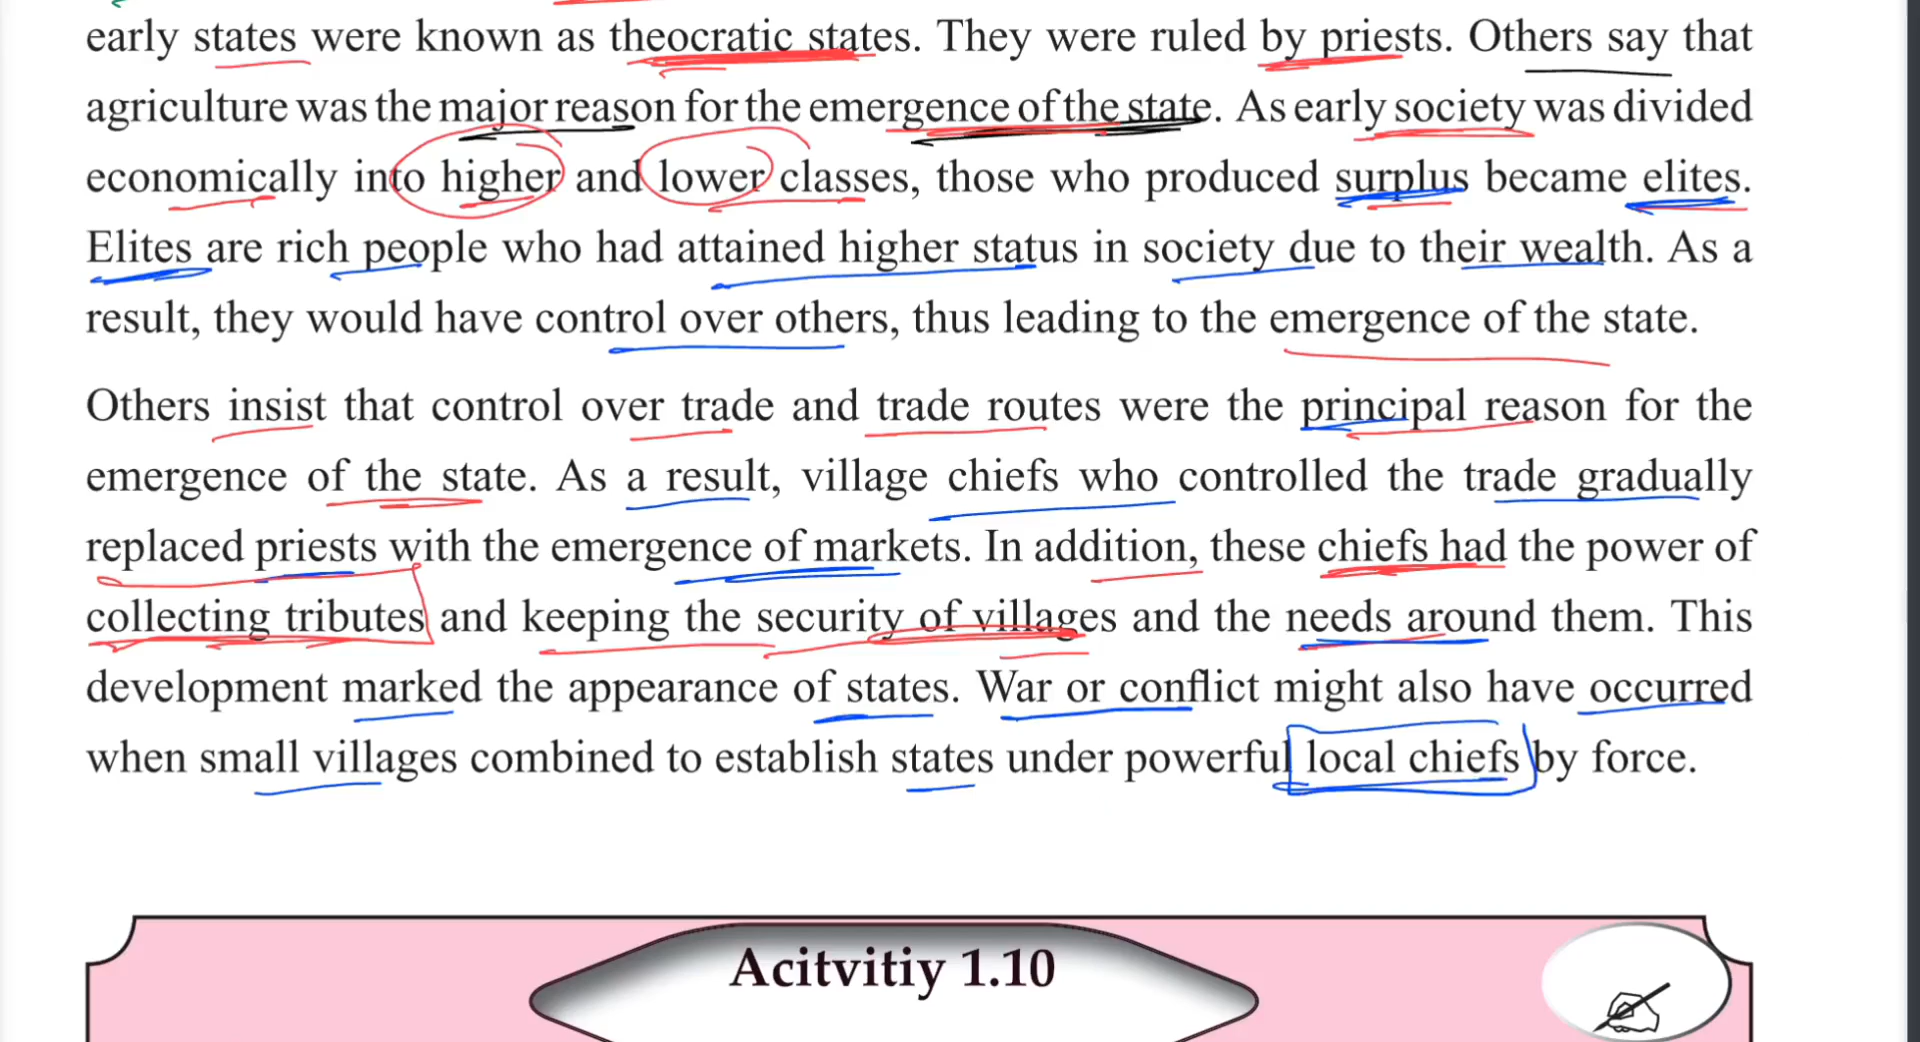 early states were known as theocratic states. They were ruled by priests. Others say that
agriculture was the major reason for the emergence of the state. As early society was divided
economically into higher and lower classes, those who produced surplus became elites.
Elites are rich people who had attained higher status in society due to their wealth. As a
result, they would have control over others, thus leading to the emergence of the state.
Others insist that control over trade and trade routes were the principal reason for the
emergence of the state. As a result, village chiefs who controlled the trade gradually
replaced priests with the emergence of markets. In addition, these chiefs had the power of
collecting tributes and keeping the security of villages and the needs around them. This
development marked the appearance of states. War or conflict might also have occurred
when small villages combined to establish states under powerful local chiefs by force.
Acitvitiy 1.10